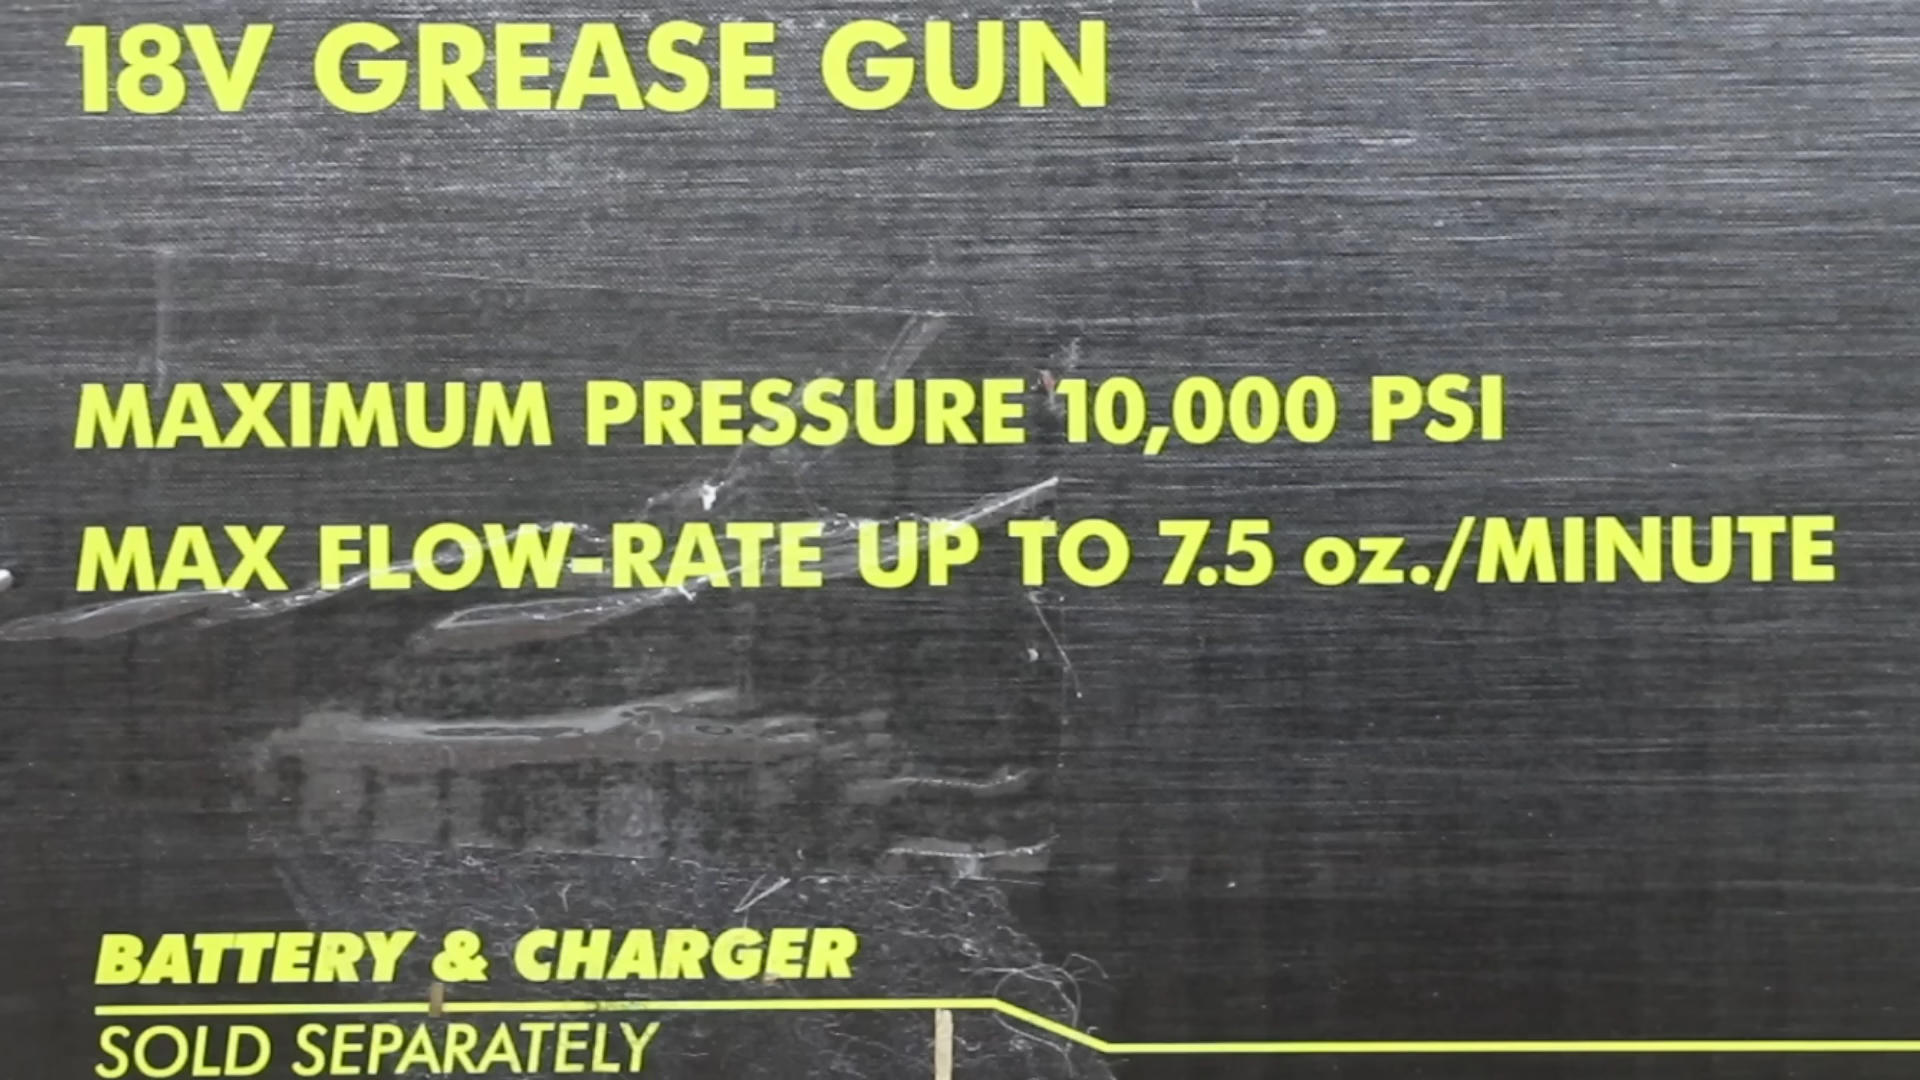 18V GREASE GUN
MAXIMUM PRESSURE 10,000 PSI
MAX FLOW-RATE UP TO 7.5 oz./MINUTE
BATTERY & CHARGER
SOLD SEPARATELY